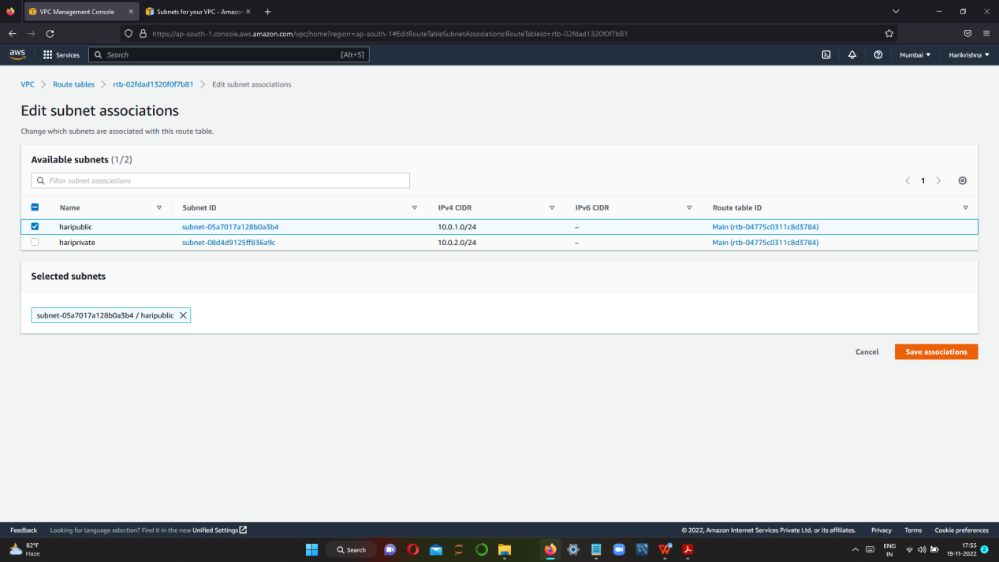 VPC Management Console
Subnets for your VPC - Amazon
https://ap-south-1.console.aws.amazon.com/vpc/home?region=ap-south-1#EditRouteTableSubnetAssociations:RouteTableId=rtb-02fdad1320f0f7b81
aws Services Search [Alt+S] Mumbai Harikrishna
VPC Route tables rtb-02fdad1320f0f7b81 Edit subnet associations
Edit subnet associations
Change which subnets are associated with this route table.
Available subnets (1/2)
Filter subnet associations 1
Name Subnet ID IPv4 CIDR IPv6 CIDR Route table ID
haripublic subnet-05a7017a128b0a3b4 10.0.1.0/24 – Main (rtb-04775c0311c8d3784)
hariprivate subnet-08d4d9125ff836a9c 10.0.2.0/24 – Main (rtb-04775c0311c8d3784)
Selected subnets
subnet-05a7017a128b0a3b4 / haripublic
Cancel Save associations
Feedback Looking for language selection? Find it in the new Unified Settings © 2022, Amazon Internet Services Private Ltd. or its affiliates. Privacy Terms Cookie preferences
82°F
Haze
Search
ENG
IN
17:55
19-11-2022
2